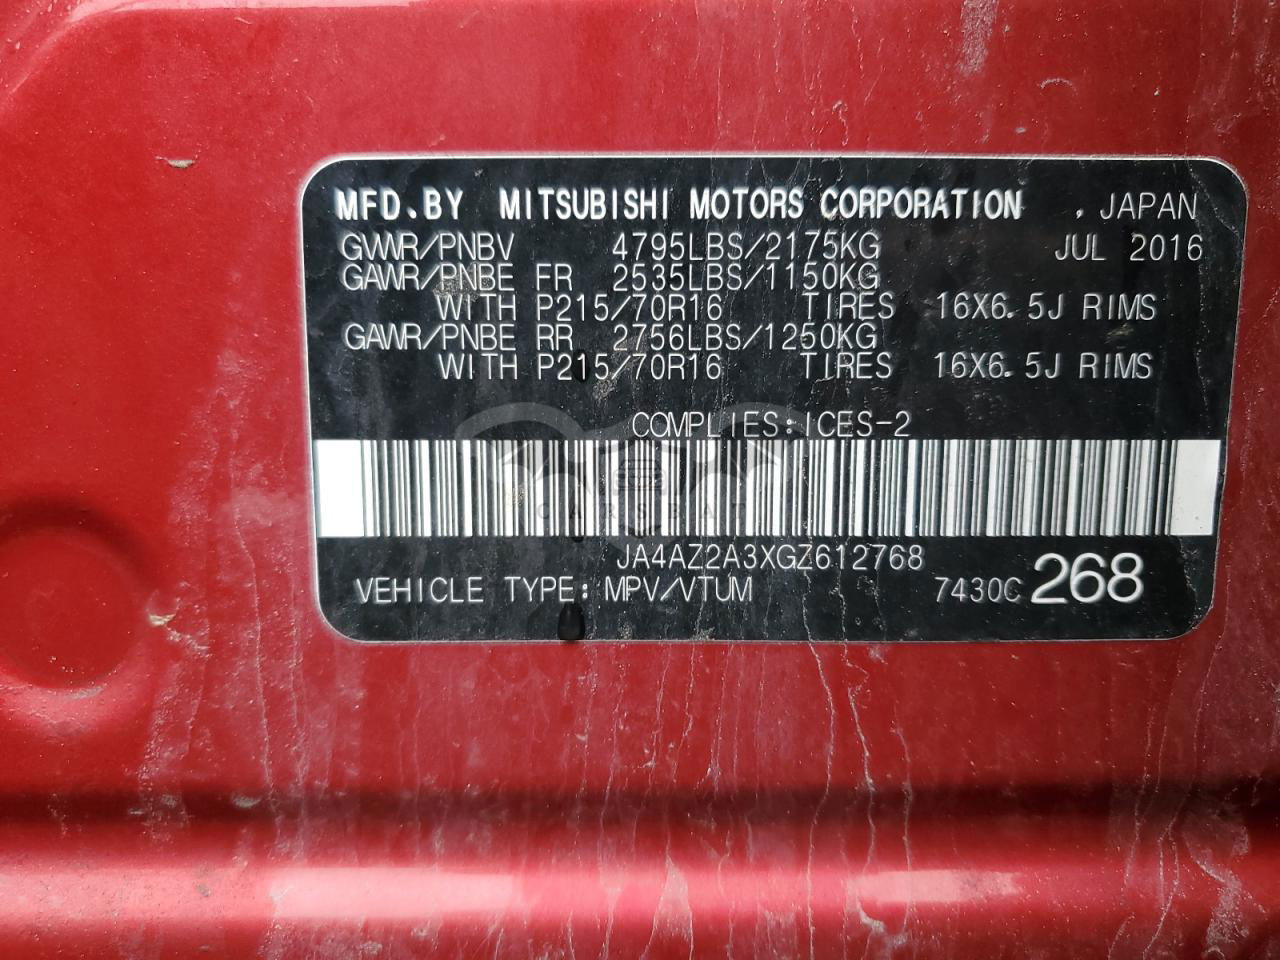 MFD.BY MITSUBISHI MOTORS CORPORATION , JAPAN
GVWR/PNBV 4795LBS/2175KG JUL 2016
GAWR/PNBE FR 2535LBS/1150KG
WITH P215/70R16 TIRES 16X6.5J RIMS
GAWR/PNBE RR 2756LBS/1250KG
WITH P215/70R16 TIRES 16X6.5J RIMS
COMPLIES:ICES-2
CARSBAT
JA4AZ2A3XGZ612768
VEHICLE TYPE: MPV/VTUM 7430C 268